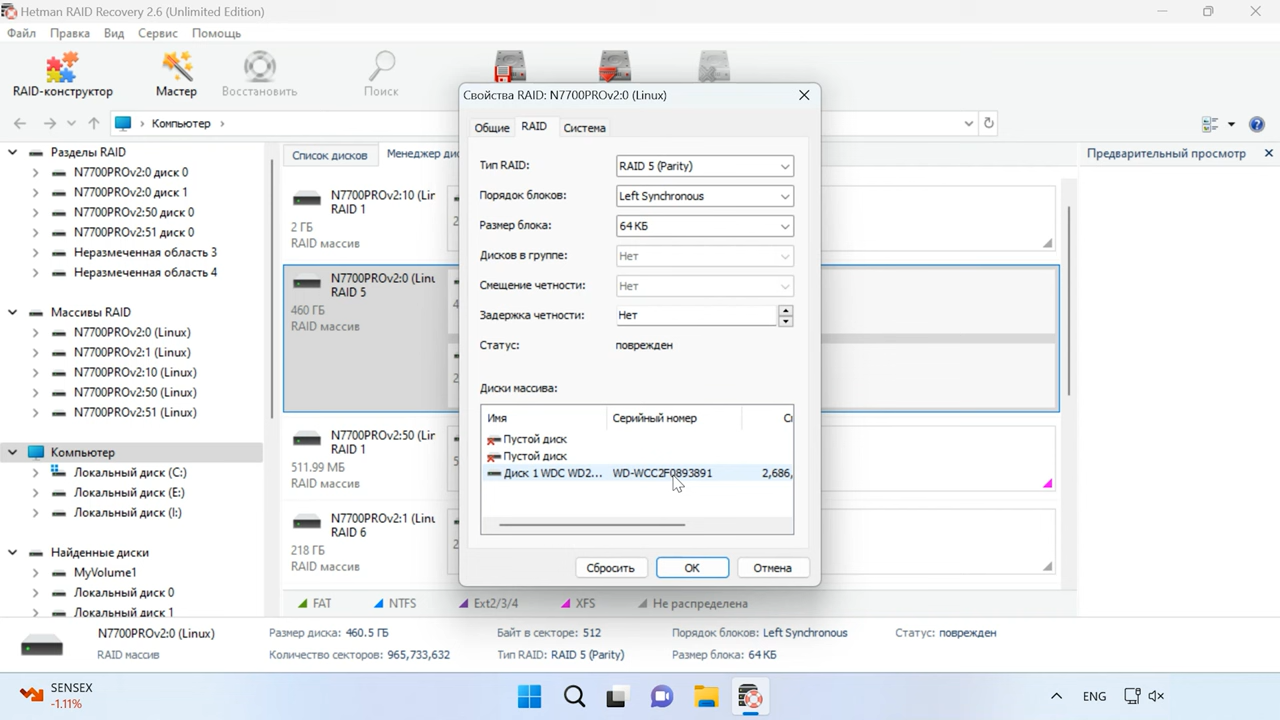 Hetman RAID Recovery 2.6 (Unlimited Edition)
Файл Правка Вид Сервис Помощь
RAID-конструктор Мастер Восстановить Поиск
Компьютер
Разделы RAID
N7700PROv2:0 диск 0
N7700PROv2:0 диск 1
N7700PROv2:50 диск 0
N7700PROv2:51 диск 0
Неразмеченная область 3
Неразмеченная область 4
Массивы RAID
N7700PROv2:0 (Linux)
N7700PROv2:1 (Linux)
N7700PROv2:10 (Linux)
N7700PROv2:50 (Linux)
N7700PROv2:51 (Linux)
Компьютер
Локальный диск (C:)
Локальный диск (E:)
Локальный диск (I:)
Найденные диски
MyVolume1
Локальный диск 0
Локальный диск 1
Список дисков Менеджер дис
N7700PROv2:10 (Lir
RAID 1
2 ГБ
RAID массив
N7700PROv2:0 (Linu
RAID 5
460 ГБ
RAID массив
N7700PROv2:50 (Lir
RAID 1
511.99 МБ
RAID массив
N7700PROv2:1 (Linu
RAID 6
218 ГБ
RAID массив
FAT NTFS Ext2/3/4 XFS Не распределена
Свойства RAID: N7700PROv2:0 (Linux)
Общие RAID Система
Тип RAID: RAID 5 (Parity)
Порядок блоков: Left Synchronous
Размер блока: 64 КБ
Дисков в группе: Нет
Смещение четности: Нет
Задержка четности: Нет
Статус: поврежден
Диски массива:
Имя Серийный номер
Пустой диск
Пустой диск
Диск 1 WDC WD2... WD-WCC2F0893891 2,686,
Сбросить OK Отмена
Предварительный просмотр
N7700PROv2:0 (Linux) Размер диска: 460.5 ГБ Байт в секторе: 512 Порядок блоков: Left Synchronous Статус: поврежден
RAID массив Количество секторов: 965,733,632 Тип RAID: RAID 5 (Parity) Размер блока: 64 КБ
SENSEX
-1.11%
ENG